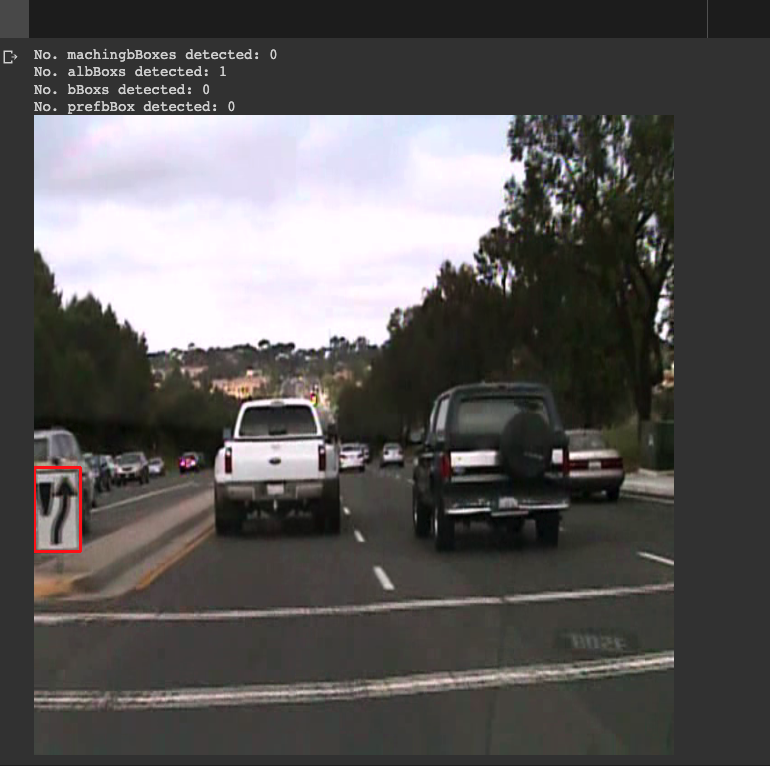 No. machingbBoxes detected: 0
No. albBoxs detected: 1
No. bBoxs detected: 0
No. prefbBox detected: 0